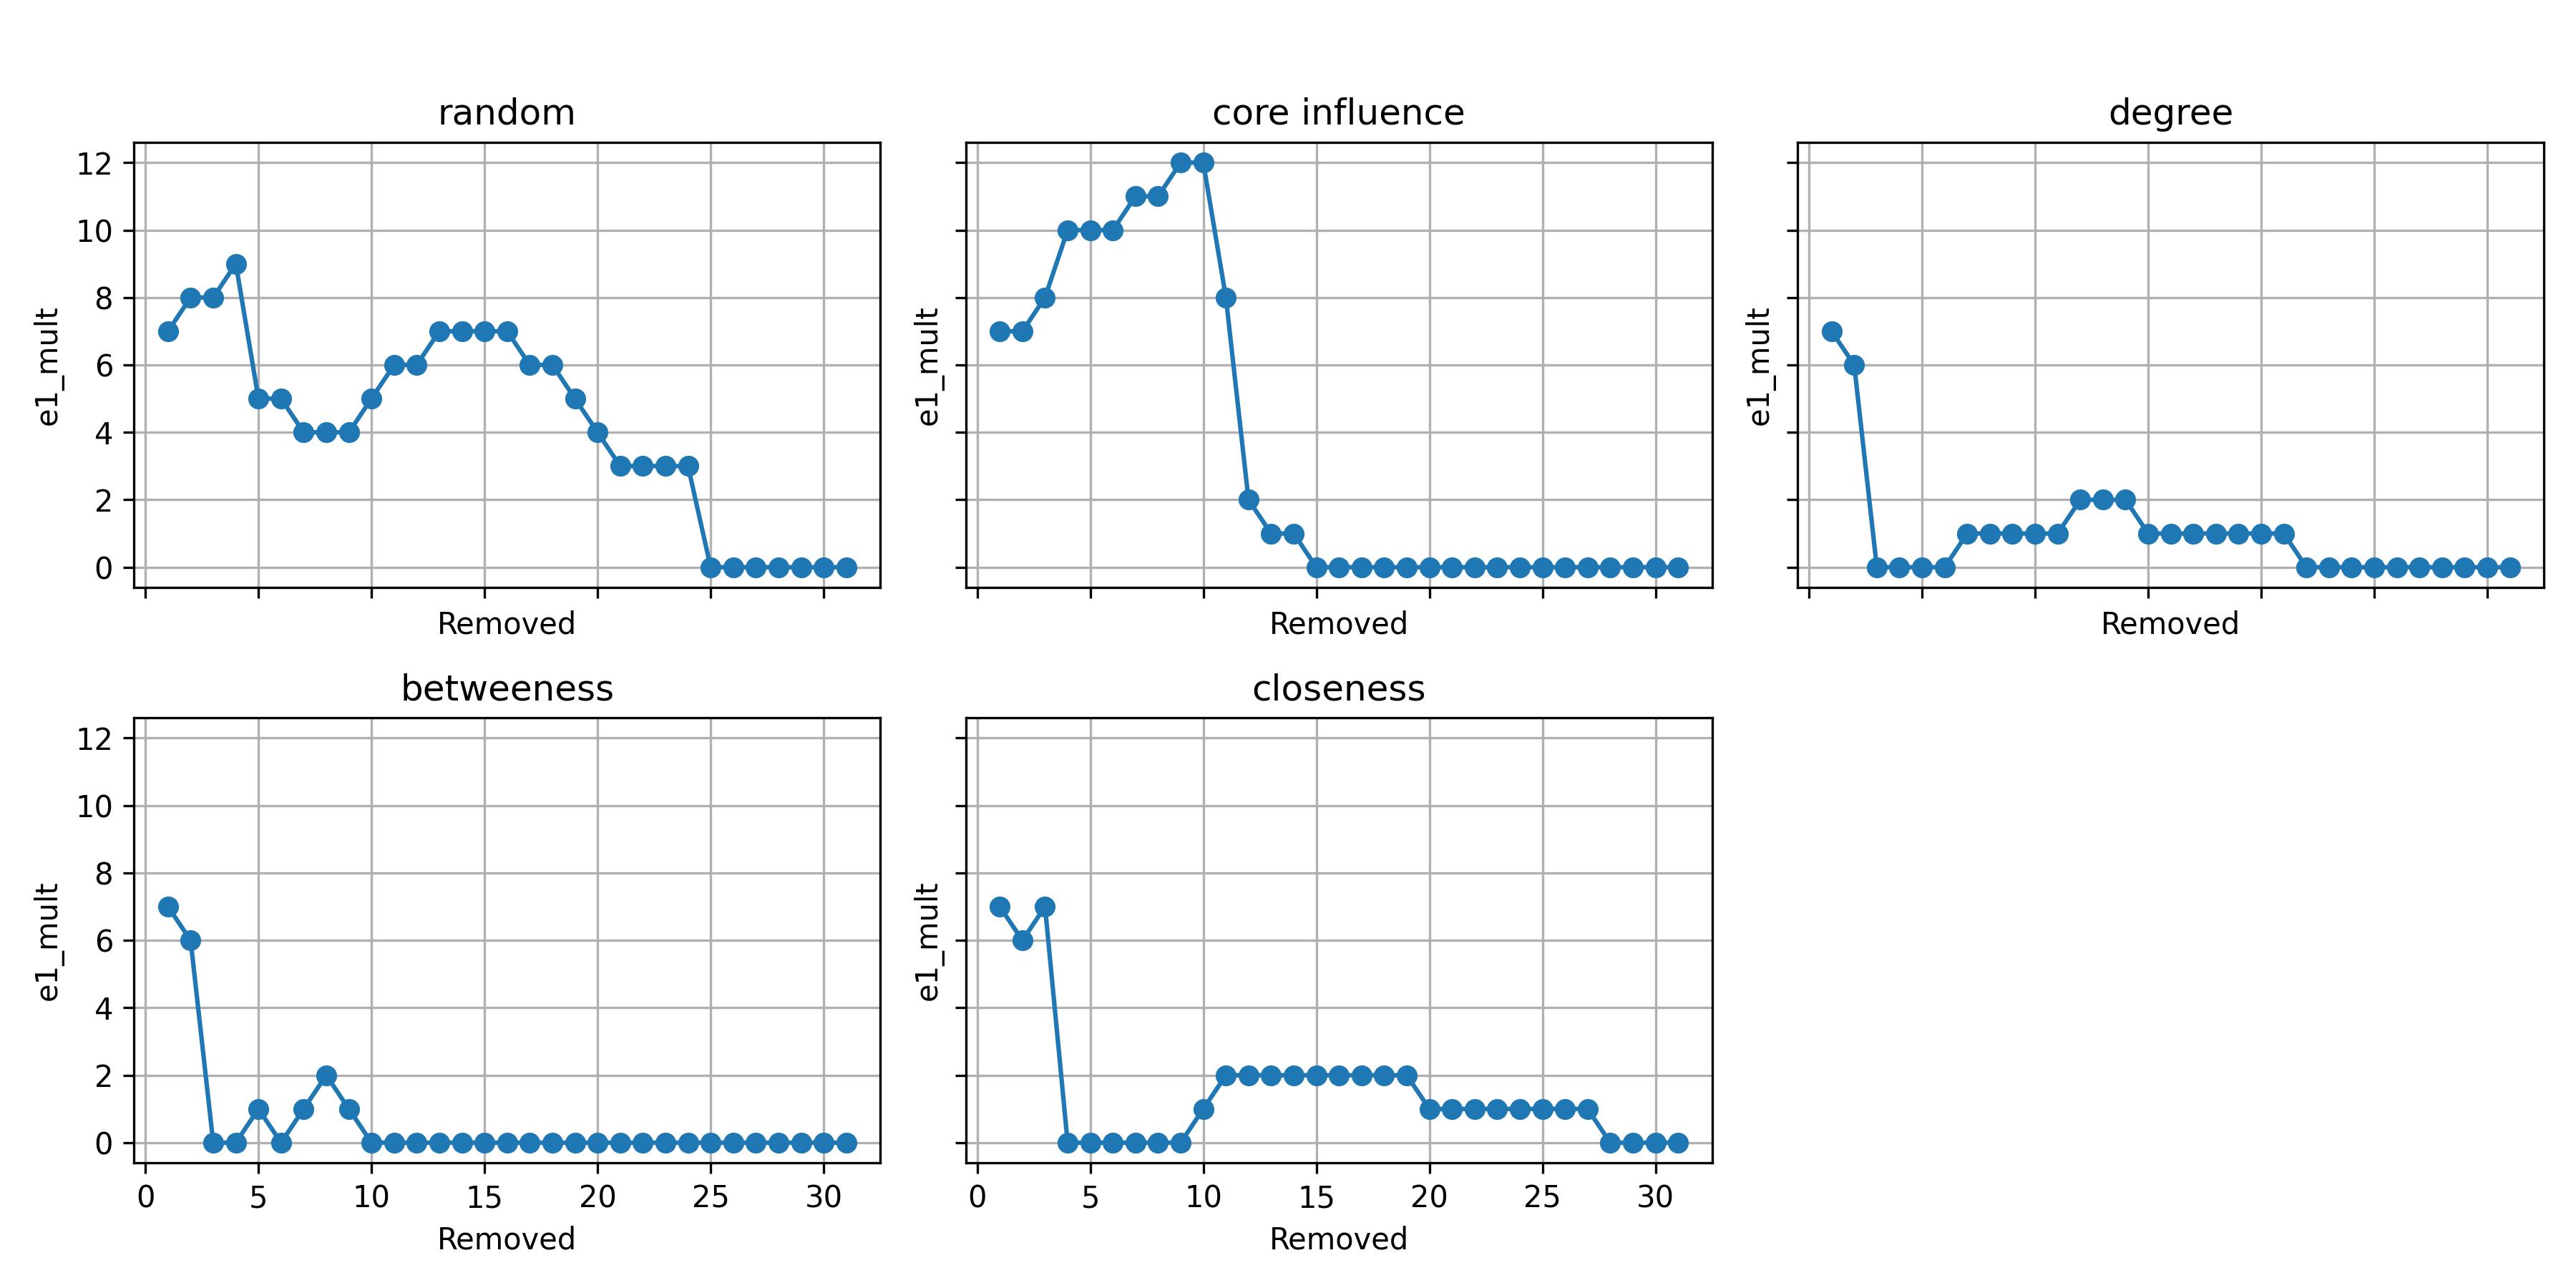 random
core influence
degree
12
10
8
6
4
2
0
e1_mult
e1_mult
e1_mult
Removed
Removed
Removed
betweeness
closeness
12
10
8
6
4
2
0
e1_mult
e1_mult
0 5 10 15 20 25 30
0 5 10 15 20 25 30
Removed
Removed